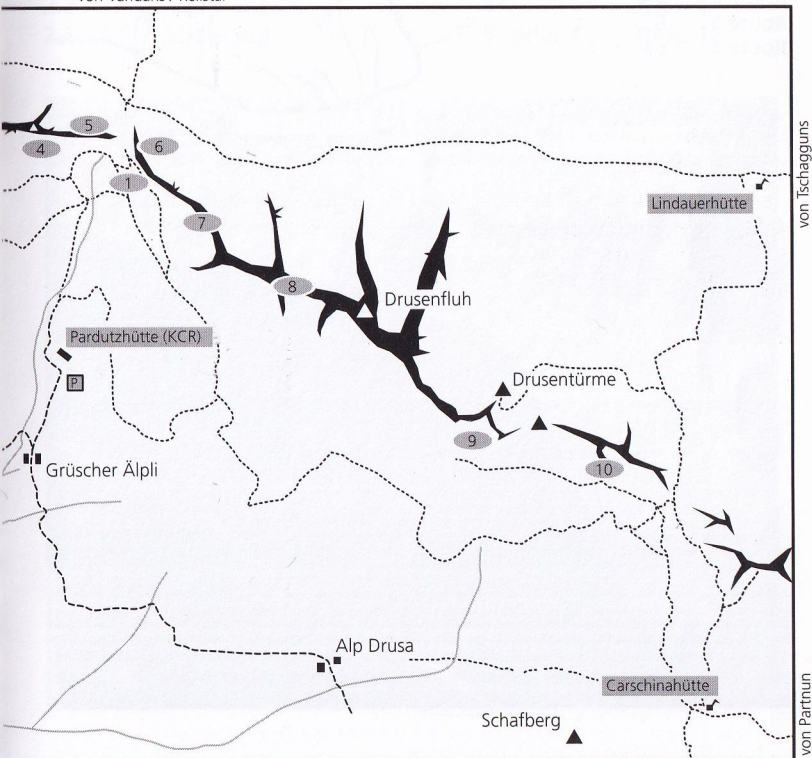 5
4
6
1
von Tschagguns
Lindauerhütte
7
8
Drusenfluh
Pardutzhütte (KCR)
P
Drusentürme
9
10
Grüscher Älpli
Alp Drusa
Carschinahütte
Schafberg
von Partnun